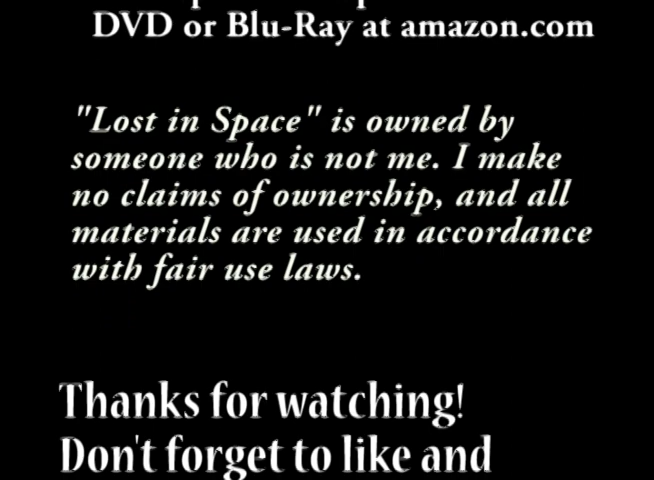 DVD or Blu-Ray at amazon.com
"Lost in Space" is owned by
someone who is not me. I make
no claims of ownership, and all
materials are used in accordance
with fair use laws.
Thanks for watching!
Don't forget to like and